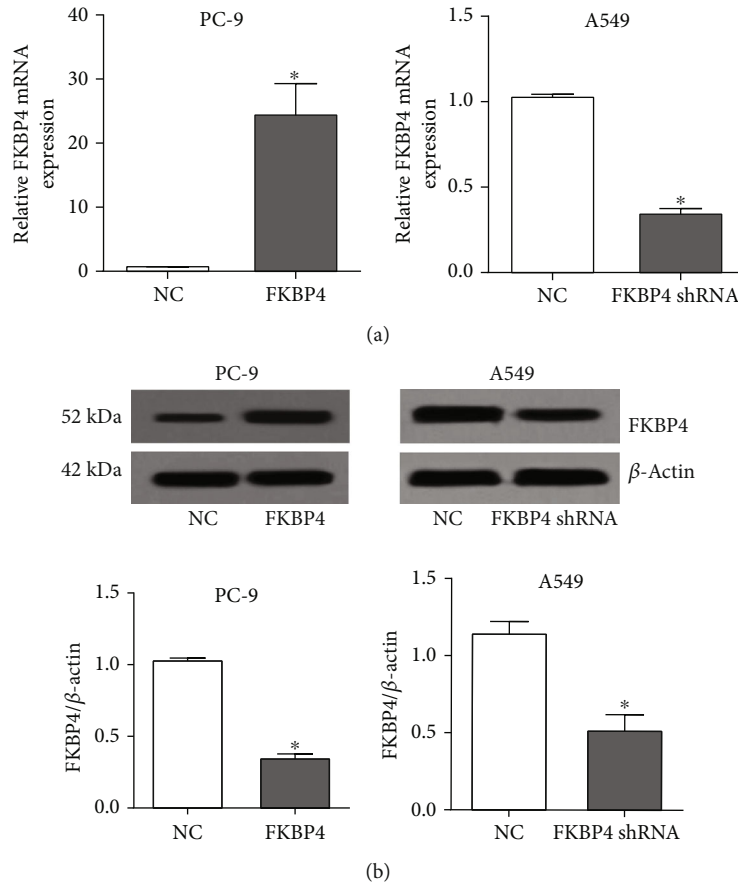 PC-9
Relative FKBP4 mRNA
expression
40
30
20
10
0
*
NC
FKBP4
A549
Relative FKBP4 mRNA
expression
1.5
1.0
0.5
0.0
*
NC
FKBP4 shRNA
(a)
PC-9
A549
52 kDa
FKBP4
42 kDa
β-Actin
NC
FKBP4
NC
FKBP4 shRNA
PC-9
FKBP4/β-actin
1.5
1.0
0.5
0.0
*
NC
FKBP4
A549
FKBP4/β-actin
1.5
1.0
0.5
0.0
*
NC
FKBP4 shRNA
(b)